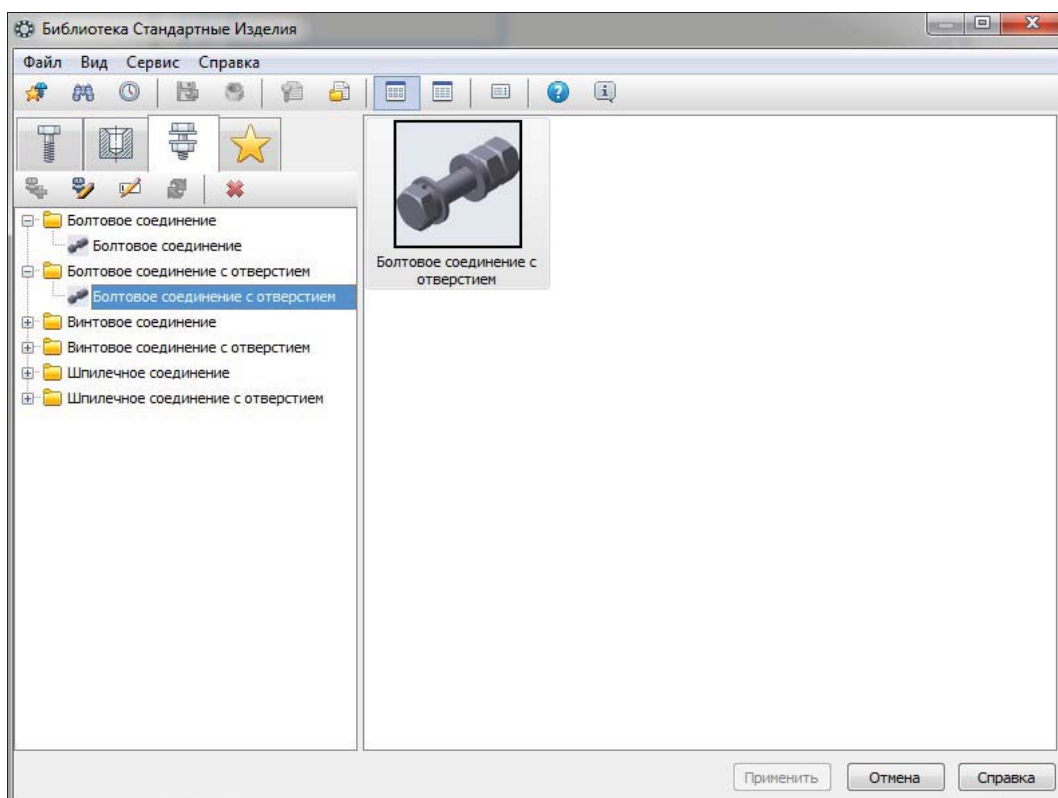 Библиотека Стандартные Изделия
Файл Вид Сервис Справка
Болтовое соединение
Болтовое соединение
Болтовое соединение с отверстием
Болтовое соединение с отверстием
Винтовое соединение
Винтовое соединение с отверстием
Шпилечное соединение
Шпилечное соединение с отверстием
Болтовое соединение с
отверстием
Применить Отмена Справка